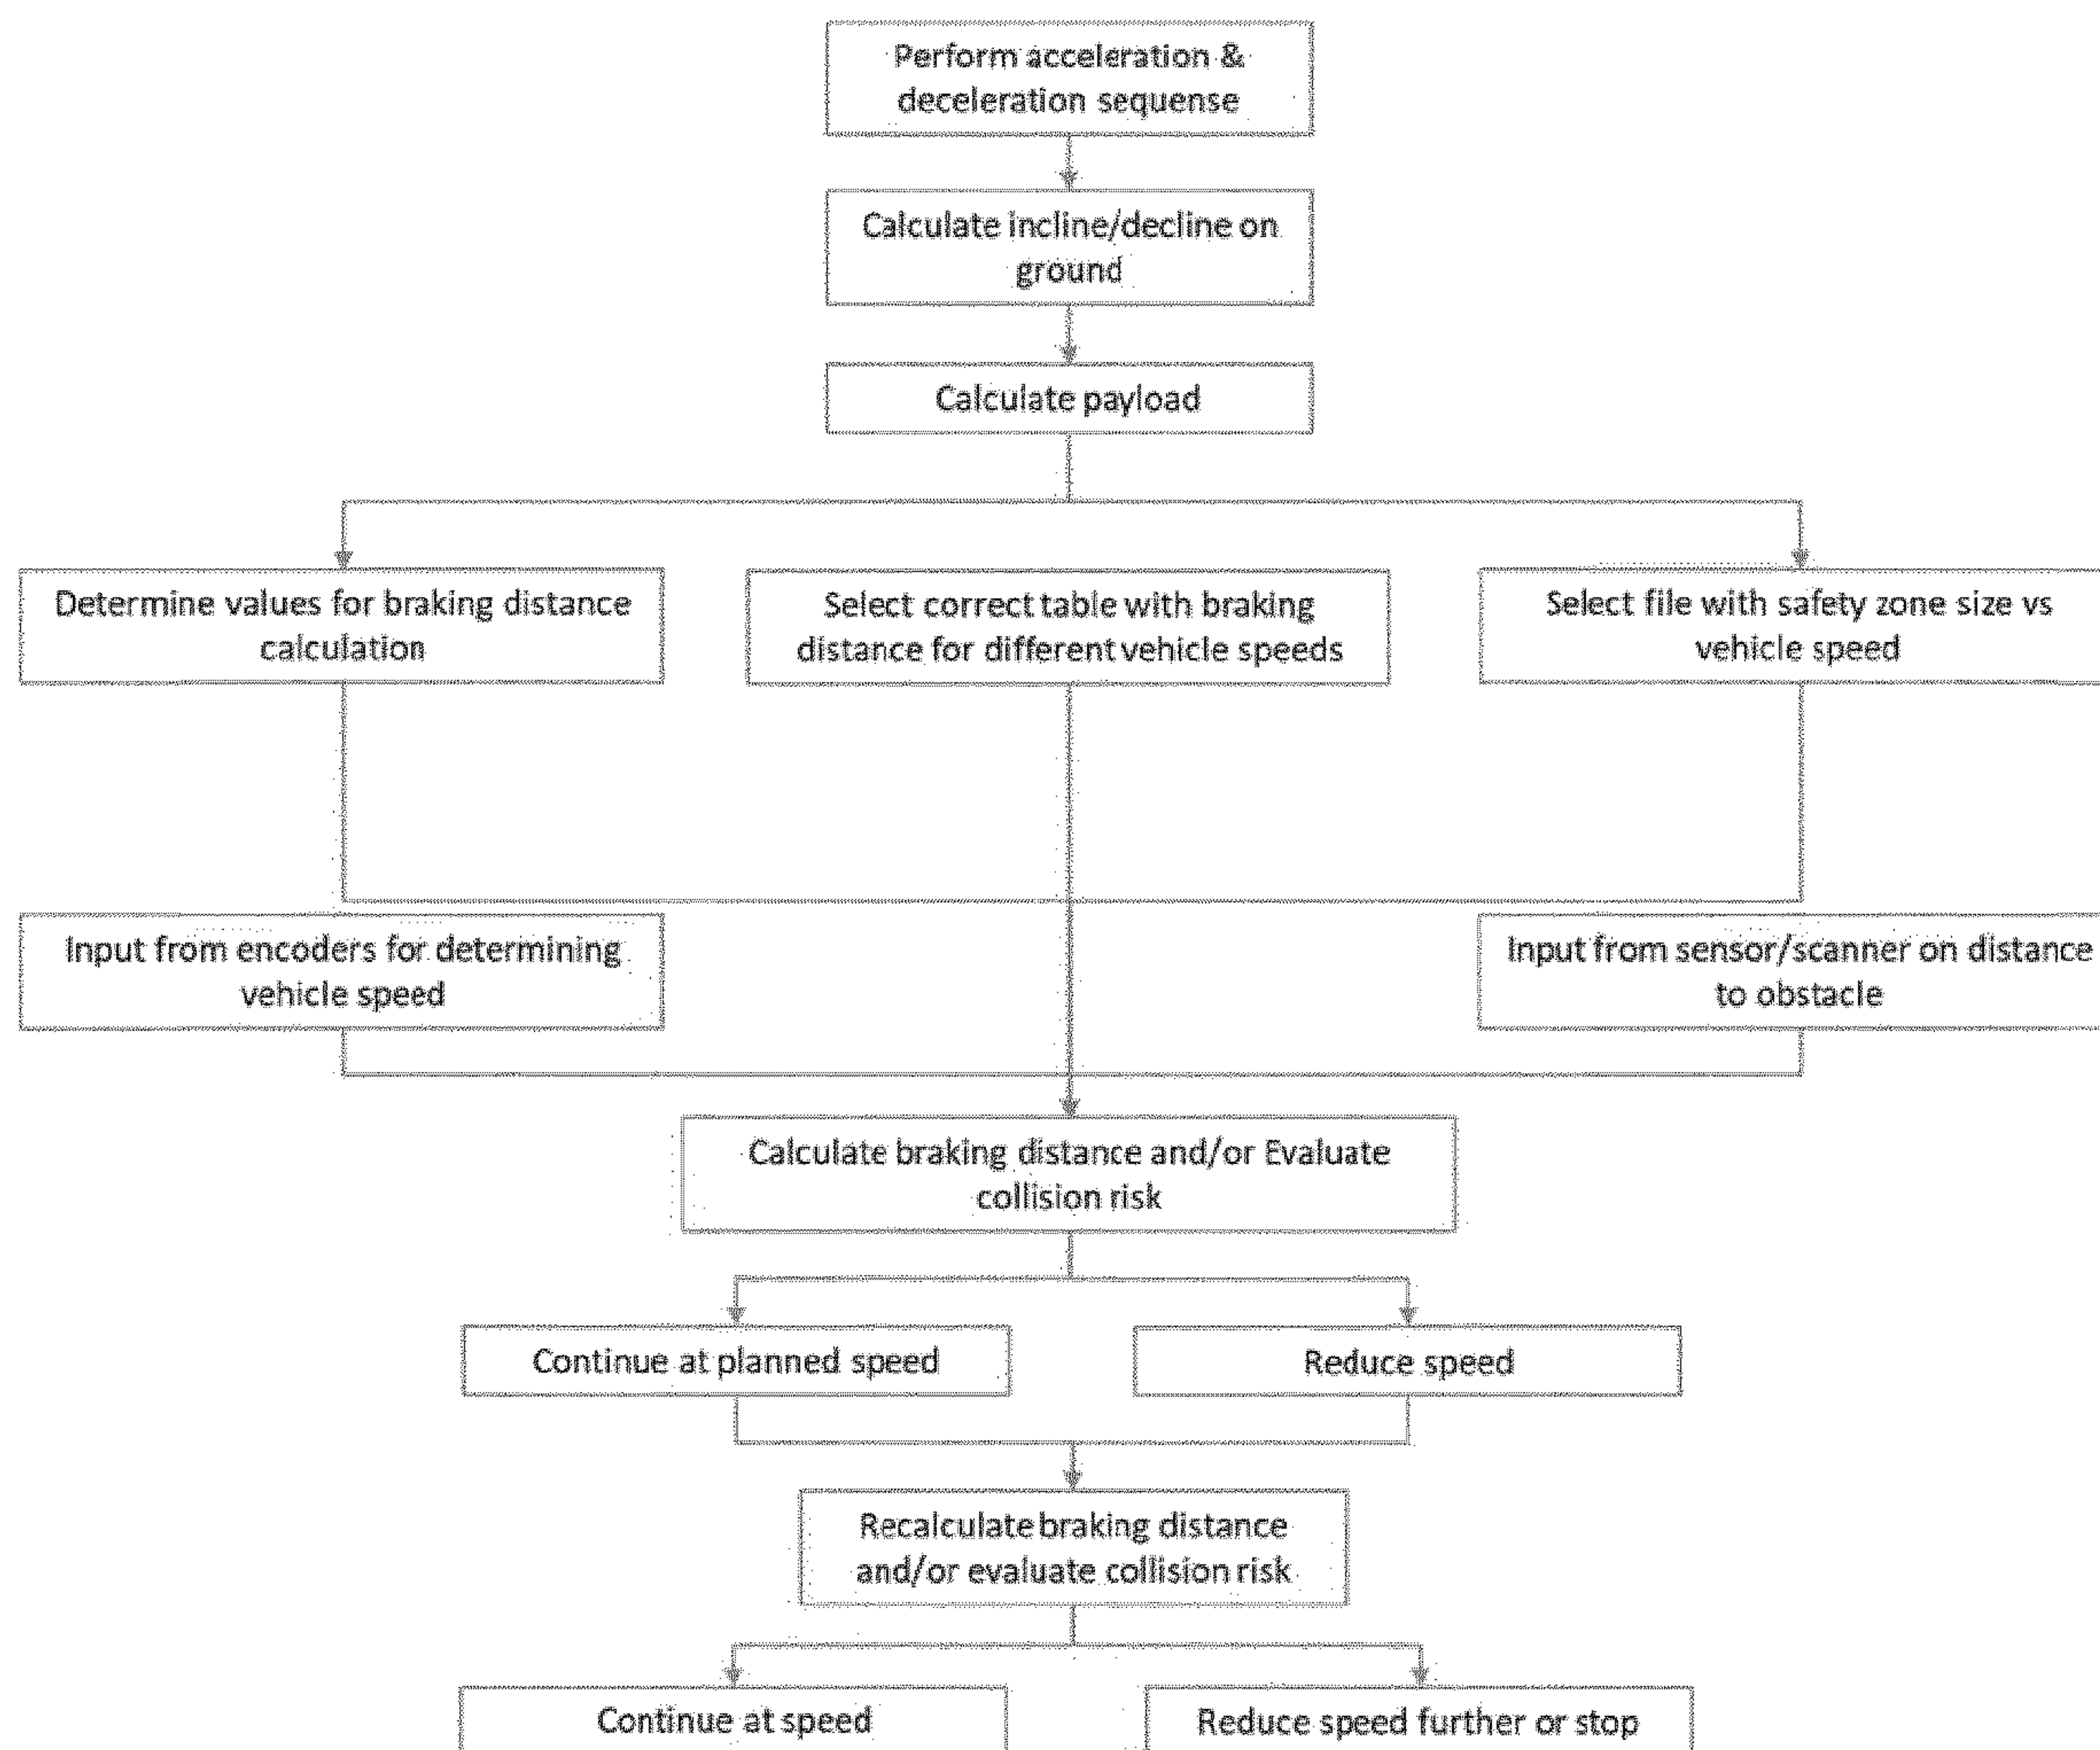 Perform acceleration &
deceleration sequense
Calculate incline/decline on
ground
Calculate payload
Determine values for braking distance
calculation
Select correct table with braking
distance for different vehicle speeds
Select file with safety zone size vs
vehicle speed
Input from encoders for determining
vehicle speed
Input from sensor/scanner on distance
to obstacle
Calculate braking distance and/or Evaluate
collision risk
Continue at planned speed
Reduce speed
Recalculate braking distance
and/or evaluate collision risk
Continue at speed
Reduce speed further or stop